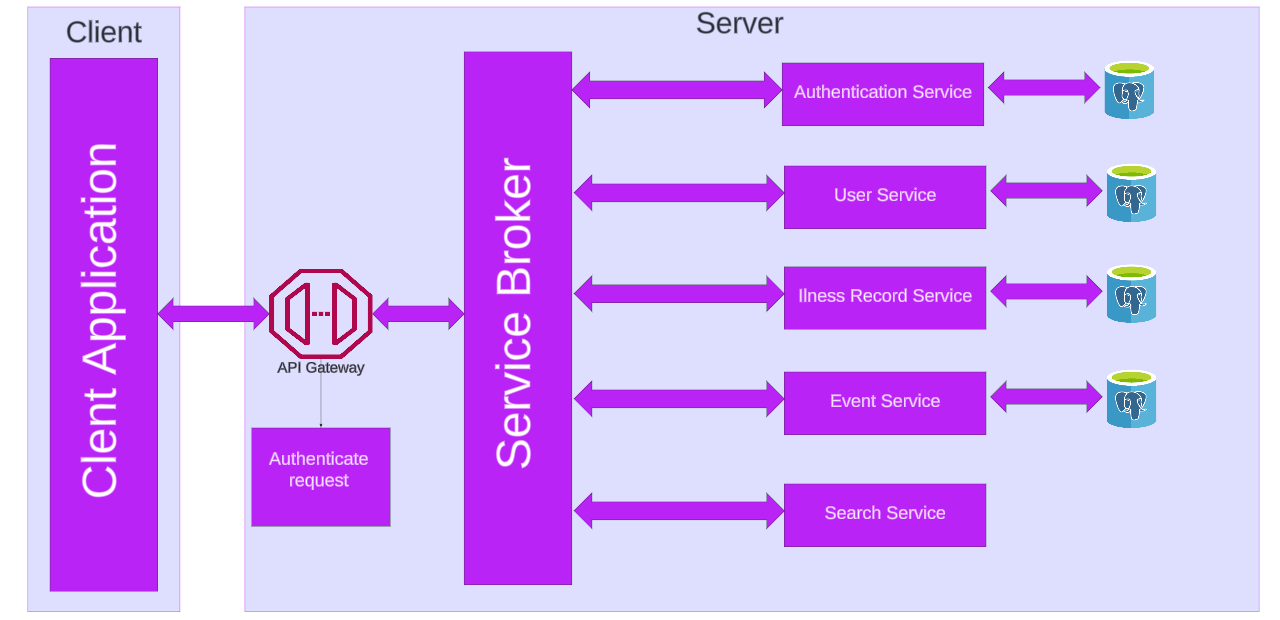 Client
Clent Application
API Gateway
Authenticate
request
Server
Service Broker
Authentication Service
User Service
Ilness Record Service
Event Service
Search Service